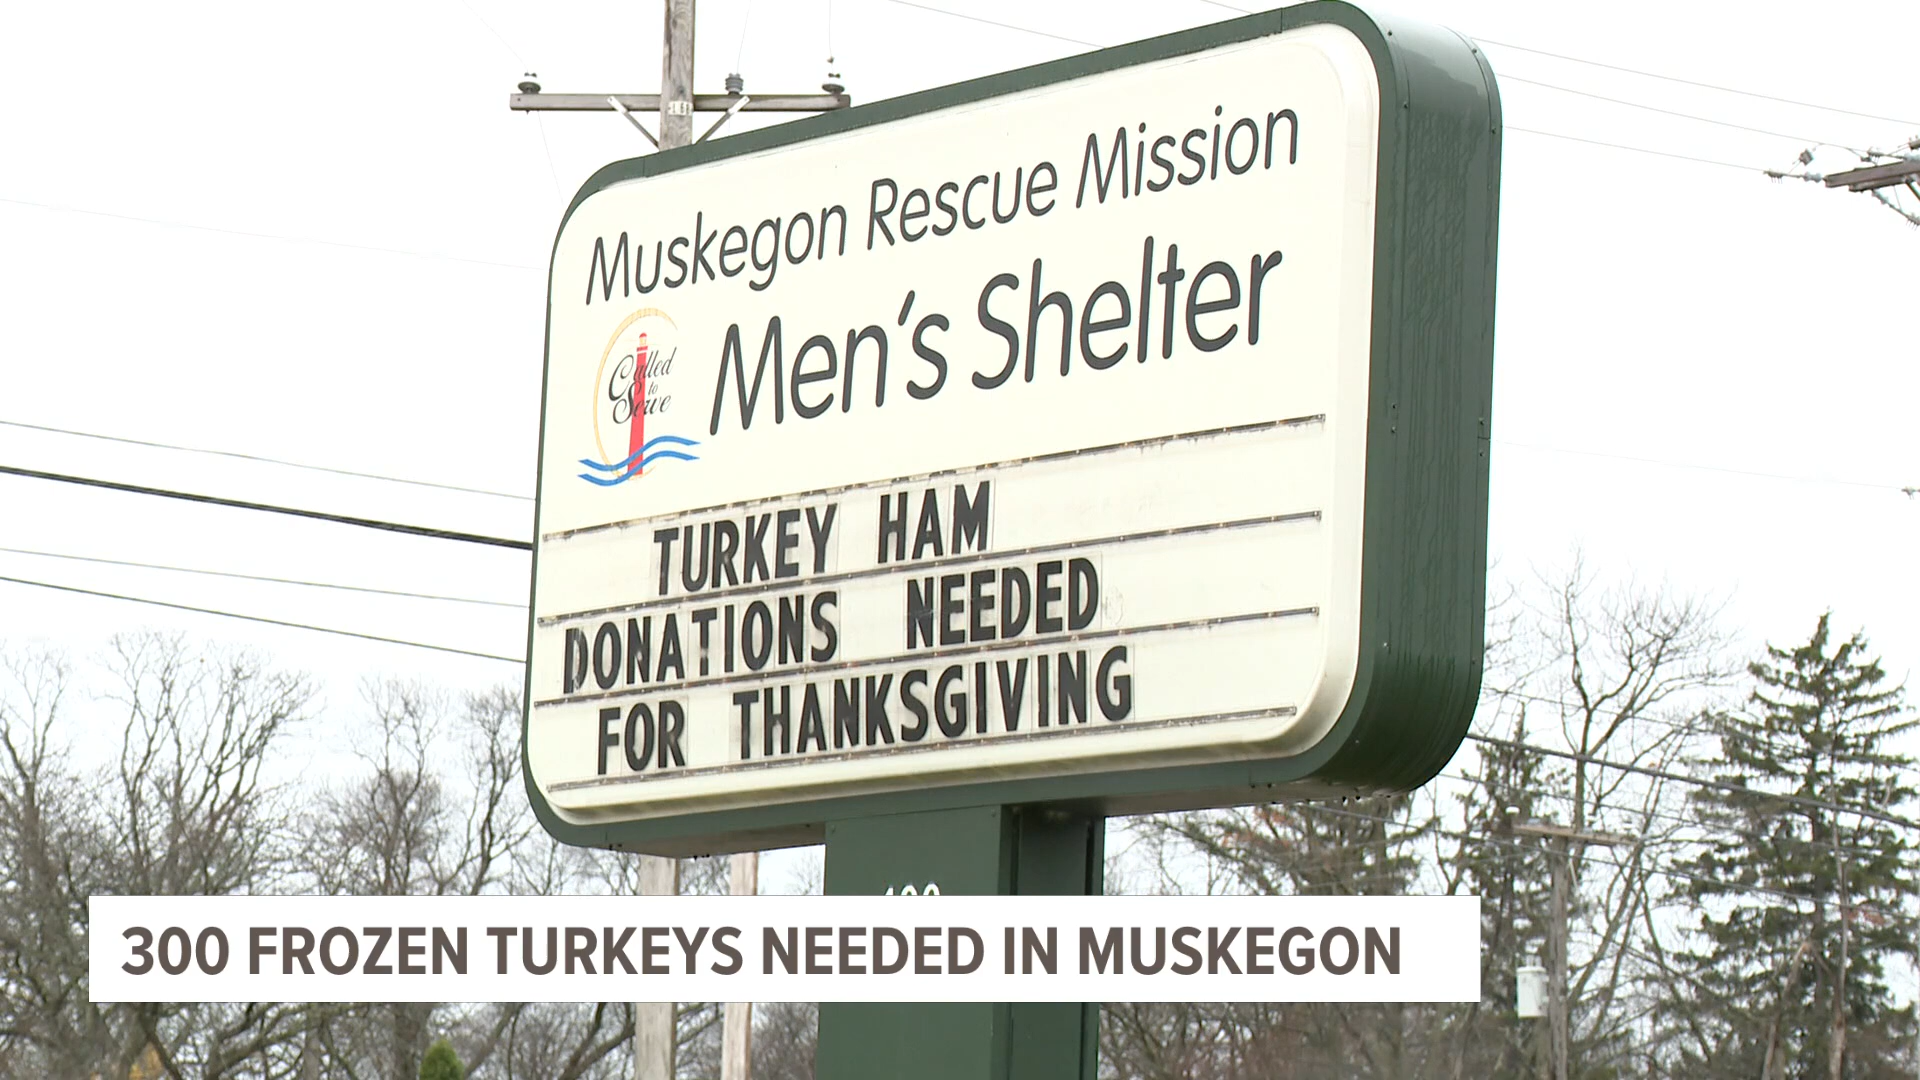 Muskegon Rescue Mission
Men's Shelter
Called
to
Serve
TURKEY HAM
DONATIONS NEEDED
FOR THANKSGIVING
300 FROZEN TURKEYS NEEDED IN MUSKEGON